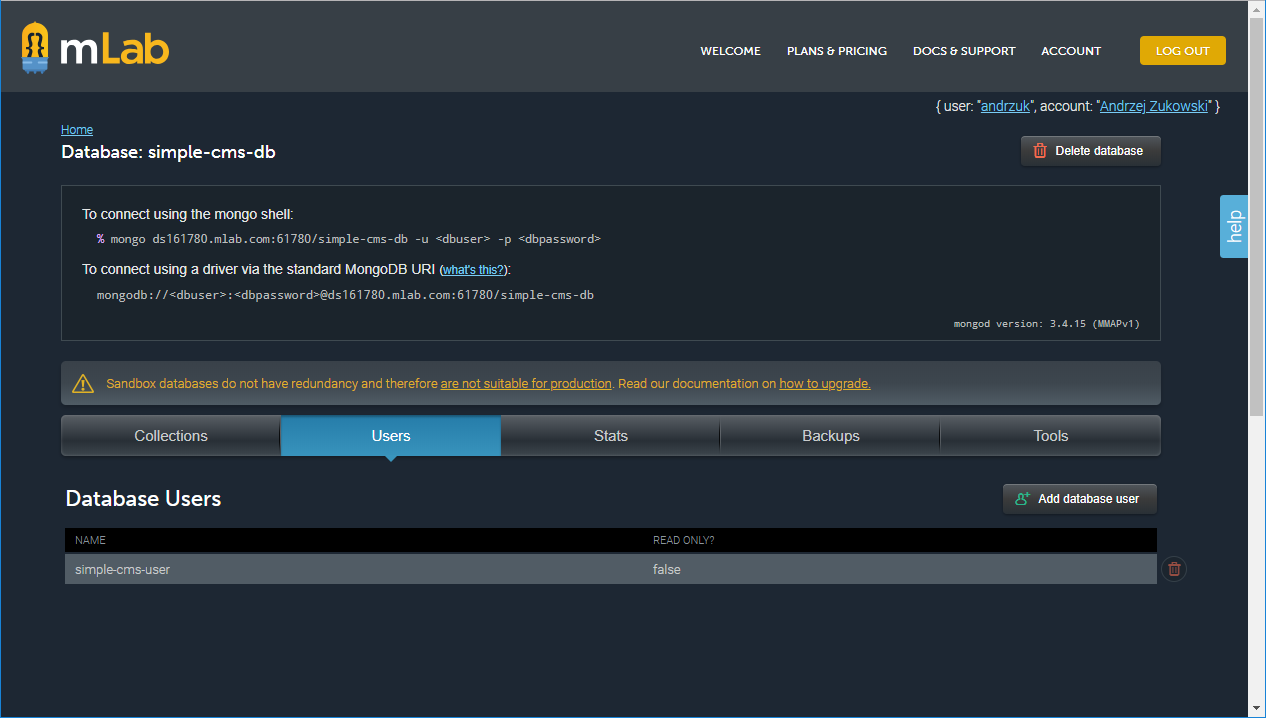 mLab
WELCOME PLANS & PRICING DOCS & SUPPORT ACCOUNT LOG OUT
{ user: "andrzuk", account: "Andrzej Zukowski" }
Home
Database: simple-cms-db
Delete database
help
To connect using the mongo shell:
% mongo ds161780.mlab.com:61780/simple-cms-db -u <dbuser> -p <dbpassword>
To connect using a driver via the standard MongoDB URI (what's this?):
mongodb://<dbuser>:<dbpassword>@ds161780.mlab.com:61780/simple-cms-db
mongod version: 3.4.15 (MMAPv1)
Sandbox databases do not have redundancy and therefore are not suitable for production. Read our documentation on how to upgrade.
Collections Users Stats Backups Tools
Database Users
Add database user
NAME READ ONLY?
simple-cms-user false